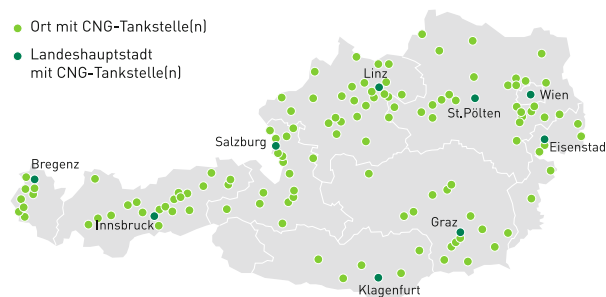 Ort mit CNG-Tankstelle(n)
Landeshauptstadt
mit CNG-Tankstelle(n)
Linz
Wien
St.Pölten
Eisenstad
Salzburg
Bregenz
Innsbruck
Graz
Klagenfurt